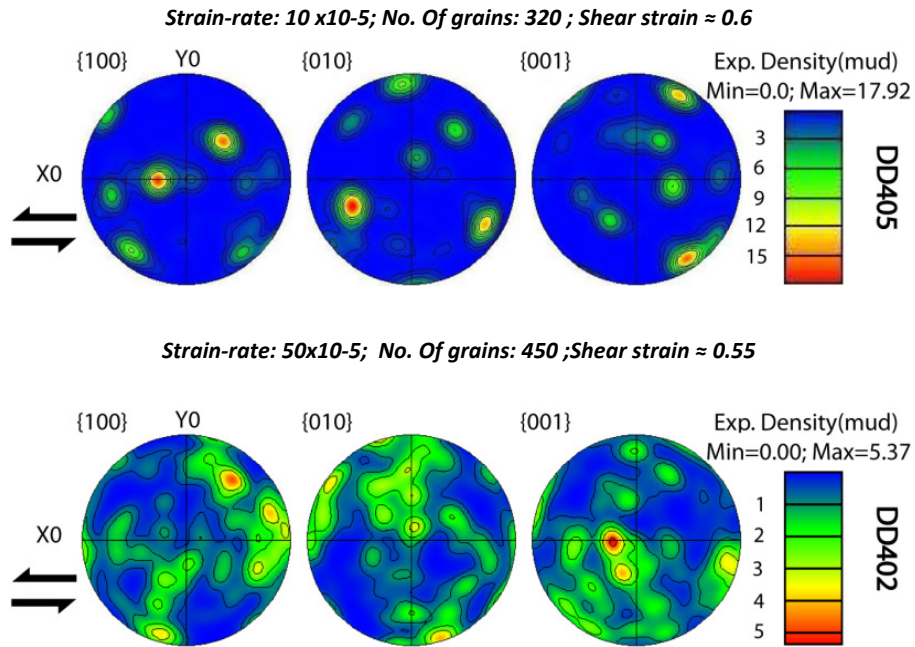 Strain-rate: 10 x10-5; No. Of grains: 320 ; Shear strain ≈ 0.6
{100} Y0 {010} {001} Exp. Density(mud)
Min=0.0; Max=17.92
X0
3
6
9
12
15
DD405
Strain-rate: 50x10-5; No. Of grains: 450 ;Shear strain ≈ 0.55
{100} Y0 {010} {001} Exp. Density(mud)
Min=0.00; Max=5.37
X0
1
2
3
4
5
DD402